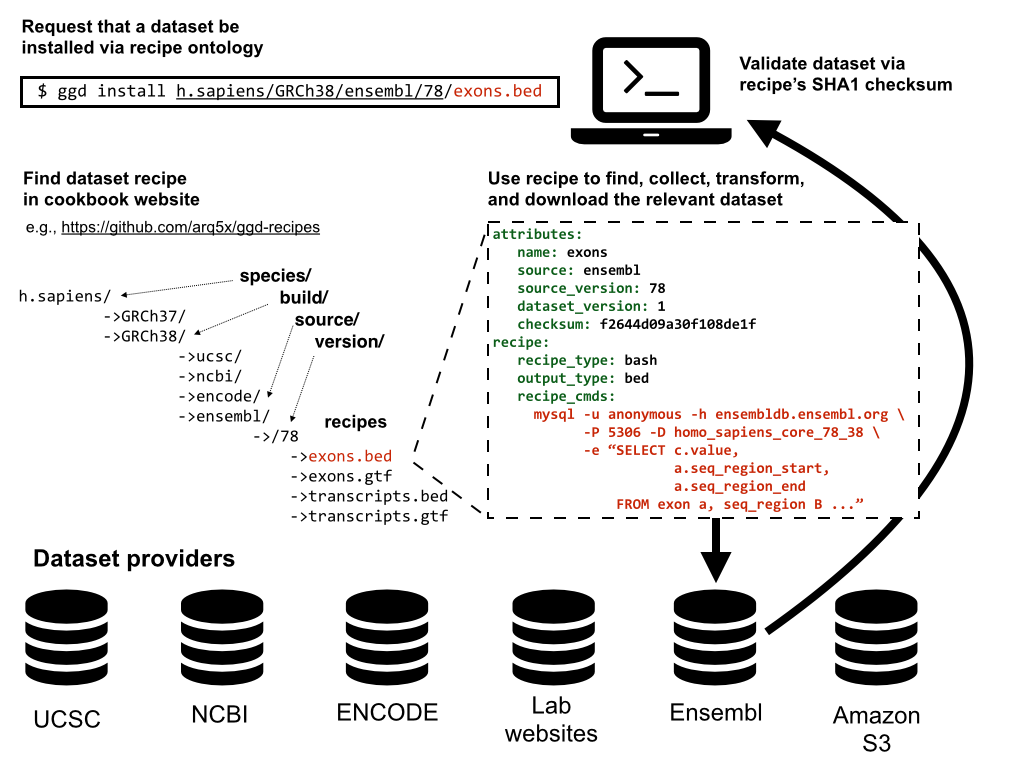 Request that a dataset be
installed via recipe ontology
$ ggd install h.sapiens/GRCh38/ensembl/78/exons.bed
>_
Validate dataset via
recipe's SHA1 checksum
Find dataset recipe
in cookbook website
e.g., https://github.com/arq5x/ggd-recipes
species/
h.sapiens/
build/
->GRCh37/
source/
->GRCh38/
version/
->ucsc/
->ncbi/
->encode/
->ensembl/
recipes
->/78
->exons.bed
->exons.gtf
->transcripts.bed
->transcripts.gtf
Use recipe to find, collect, transform,
and download the relevant dataset
attributes:
name: exons
source: ensembl
source_version: 78
dataset_version: 1
checksum: f2644d09a30f108de1f
recipe:
recipe_type: bash
output_type: bed
recipe_cmds:
mysql -u anonymous -h ensembldb.ensembl.org \
-P 5306 -D homo_sapiens_core_78_38 \
-e “SELECT c.value,
a.seq_region_start,
a.seq_region_end
FROM exon a, seq_region B ...”
Dataset providers
UCSC
NCBI
ENCODE
Lab
websites
Ensembl
Amazon
S3